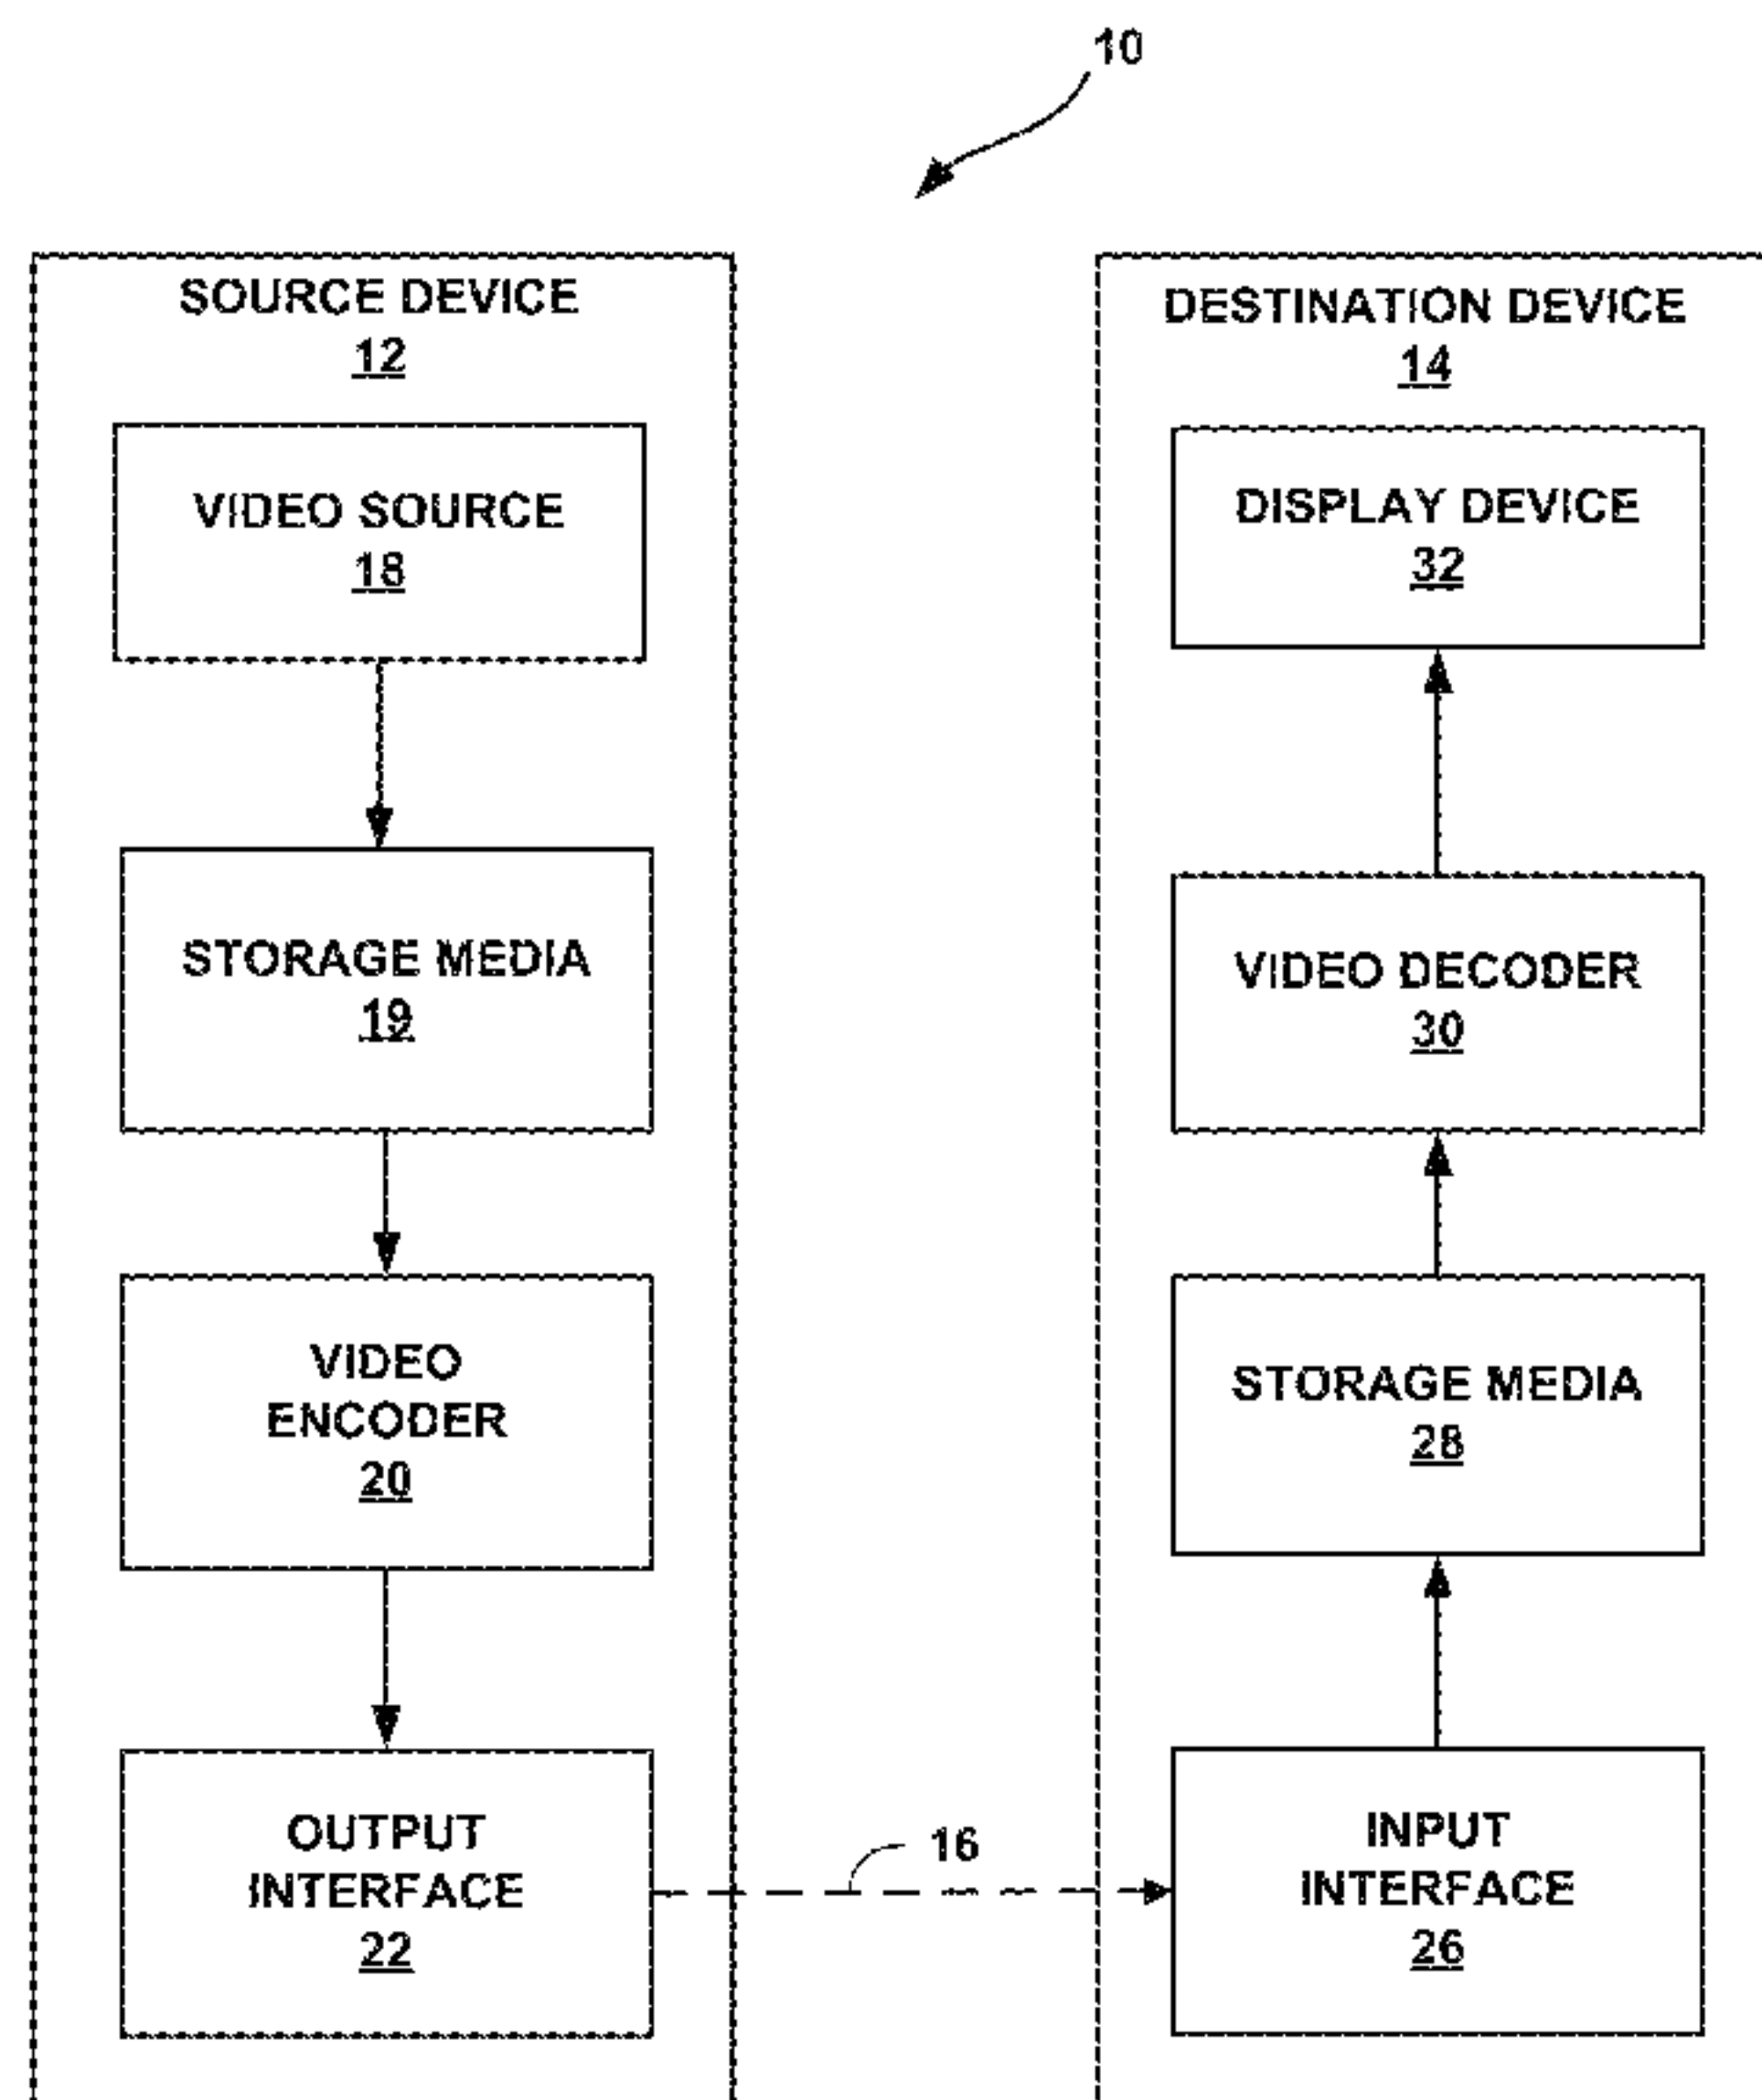 10
SOURCE DEVICE
12
VIDEO SOURCE
18
STORAGE MEDIA
19
VIDEO
ENCODER
20
OUTPUT
INTERFACE
22
16
DESTINATION DEVICE
14
DISPLAY DEVICE
32
VIDEO DECODER
30
STORAGE MEDIA
28
INPUT
INTERFACE
26